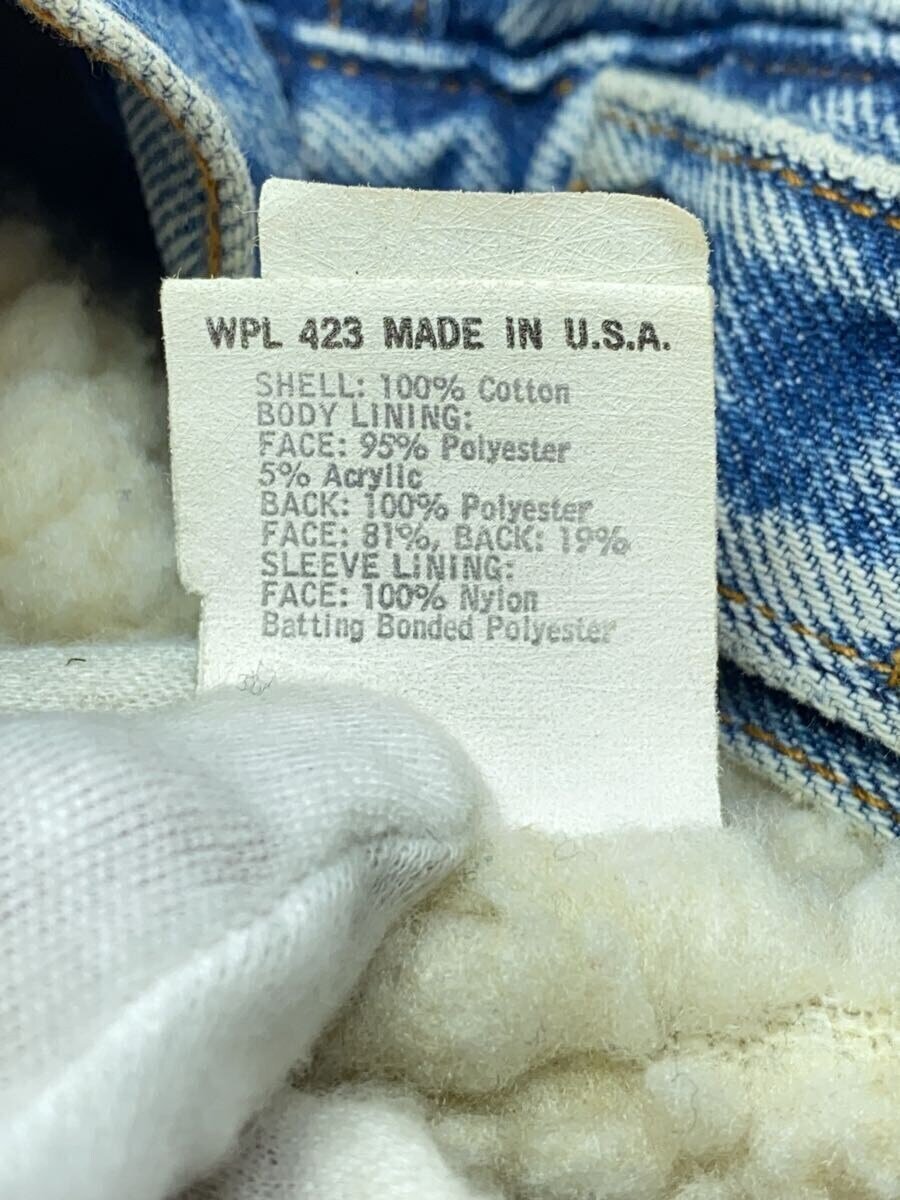 WPL 423 MADE IN U.S.A.
SHELL: 100% Cotton
BODY LINING:
FACE: 95% Polyester
5% Acrylic
BACK: 100% Polyester
FACE: 81%, BACK: 19%
SLEEVE LINING:
FACE: 100% Nylon
Batting Bonded Polyester